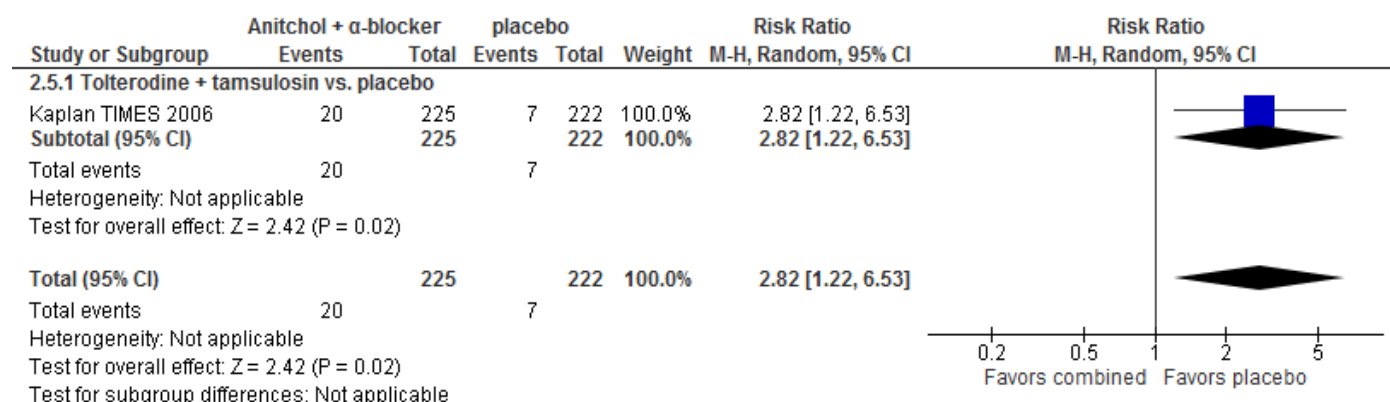 Anitchol + α-blocker placebo Risk Ratio Risk Ratio
Study or Subgroup Events Total Events Total Weight M-H, Random, 95% CI M-H, Random, 95% CI
2.5.1 Tolterodine + tamsulosin vs. placebo
Kaplan TIMES 2006 20 225 7 222 100.0% 2.82 [1.22, 6.53]
Subtotal (95% CI) 225 222 100.0% 2.82 [1.22, 6.53]
Total events 20 7
Heterogeneity: Not applicable
Test for overall effect: Z = 2.42 (P = 0.02)
Total (95% CI) 225 222 100.0% 2.82 [1.22, 6.53]
Total events 20 7
Heterogeneity: Not applicable
Test for overall effect: Z = 2.42 (P = 0.02)
Test for subgroup differences: Not applicable
0.2 0.5 1 2 5
Favors combined Favors placebo